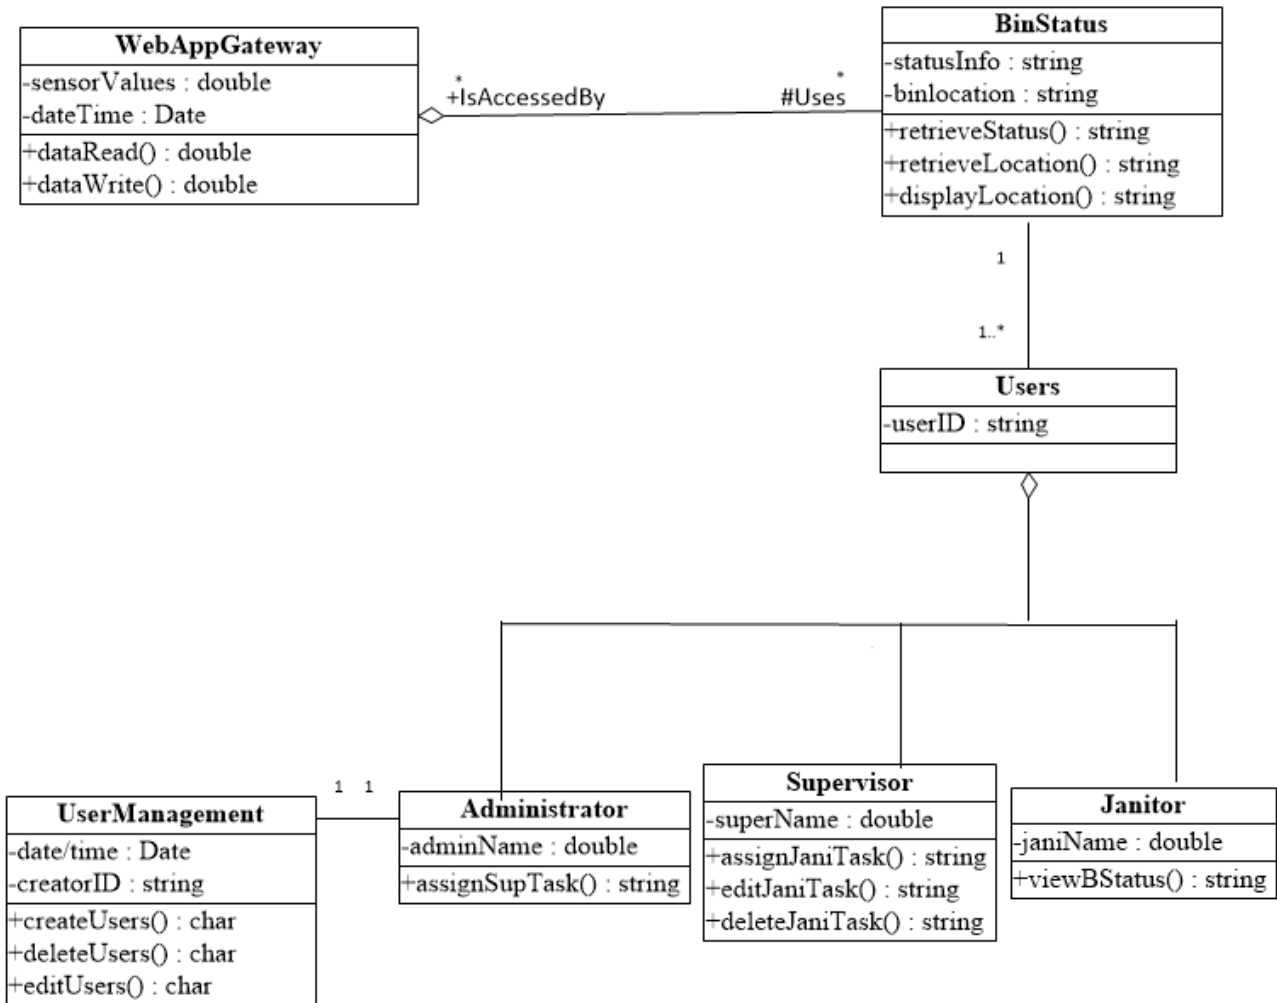 WebAppGateway
-sensorValues : double
-dateTime : Date
+dataRead() : double
+dataWrite() : double
*
+IsAccessedBy
*
#Uses
BinStatus
-statusInfo : string
-binlocation : string
+retrieveStatus() : string
+retrieveLocation() : string
+displayLocation() : string
1
1..*
Users
-userID : string
UserManagement
-date/time : Date
-creatorID : string
+createUsers() : char
+deleteUsers() : char
+editUsers() : char
1 1
Administrator
-adminName : double
+assignSupTask() : string
Supervisor
-superName : double
+assignJaniTask() : string
+editJaniTask() : string
+deleteJaniTask() : string
Janitor
-janiName : double
+viewBStatus() : string